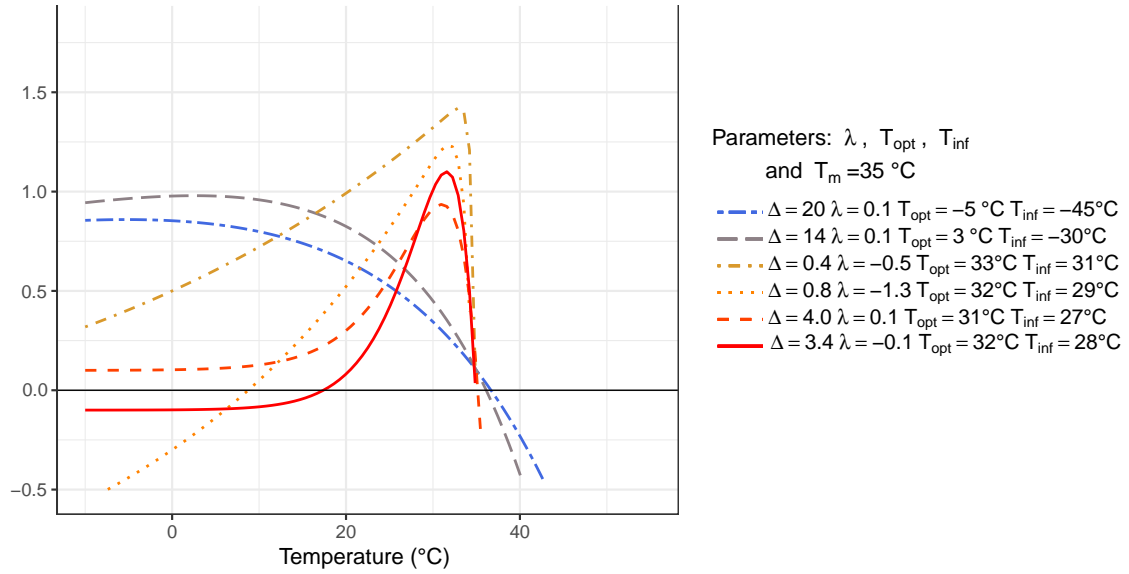 1.5
1.0
0.5
0.0
−0.5
0 20 40
Temperature (°C)
Parameters: λ , T_opt , T_inf
and T_m =35 °C
Δ = 20 λ = 0.1 T_opt = −5 °C T_inf = −45°C
Δ = 14 λ = 0.1 T_opt = 3 °C T_inf = −30°C
Δ = 0.4 λ = −0.5 T_opt = 33°C T_inf = 31°C
Δ = 0.8 λ = −1.3 T_opt = 32°C T_inf = 29°C
Δ = 4.0 λ = 0.1 T_opt = 31°C T_inf = 27°C
Δ = 3.4 λ = −0.1 T_opt = 32°C T_inf = 28°C